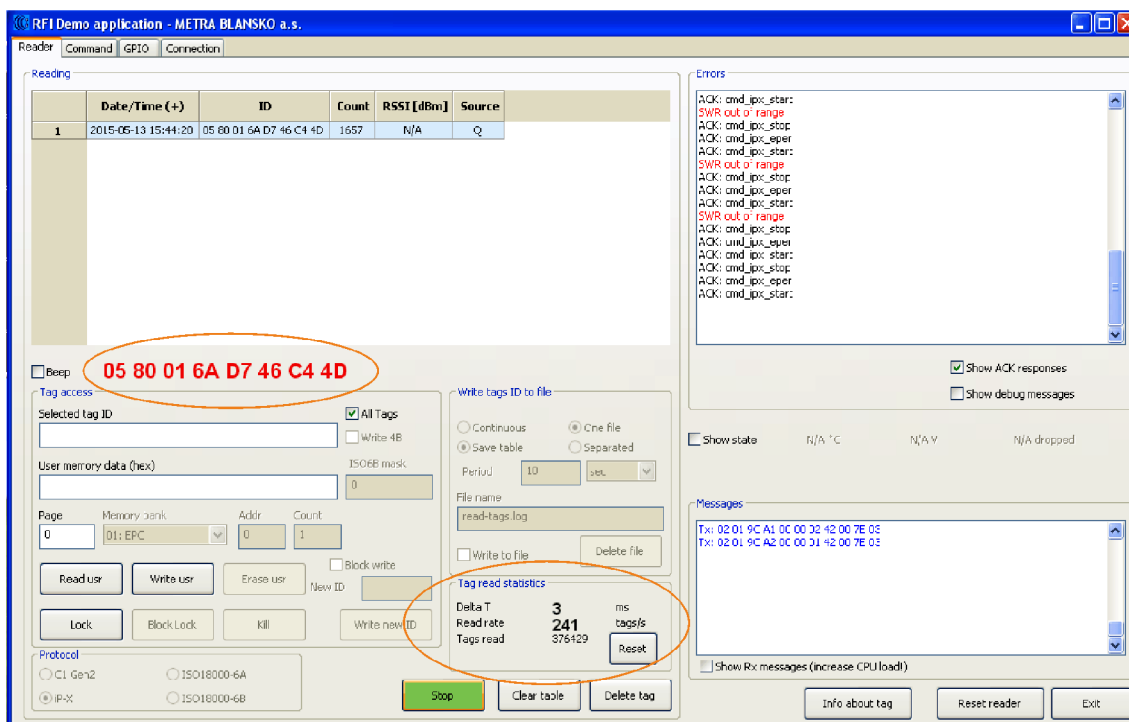 RFI Demo application - METRA BLANSKO a.s.
Reader Command GPIO Connection
Reading
Date/Time (+) ID Count RSSI [dBm] Source
1 2015-05-13 15:44:20 05 80 01 6A D7 46 C4 4D 1657 N/A Q
Beep 05 80 01 6A D7 46 C4 4D
Tag access
Selected tag ID All Tags
Write 4B
User memory data (hex) ISO6B mask
0
Page Memory bank Addr Count
0 01: EPC 0 1
Block write
Read usr Write usr Erase usr New ID
Lock Block Lock Kill Write new ID
Protocol
C1 Gen2 ISO18000-6A
iP-X ISO18000-6B
Write tags ID to file
Continuous One file
Save table Separated
Period 10 sec
File name
read-tags.log
Write to file Delete file
Tag read statistics
Delta T 3 ms
Read rate 241 tags/s
Tags read 376429
Reset
Stop Clear table Delete tag
Errors
ACK: cmd_ipx_start
SWR out of range
ACK: cmd_ipx_stop
ACK: cmd_ipx_eper
ACK: cmd_ipx_start
SWR out of range
ACK: cmd_ipx_stop
ACK: cmd_ipx_eper
ACK: cmd_ipx_start
SWR out of range
ACK: cmd_ipx_stop
ACK: cmd_ipx_eper
ACK: cmd_ipx_start
ACK: cmd_ipx_stop
ACK: cmd_ipx_eper
ACK: cmd_ipx_start
Show ACK responses
Show debug messages
Show state N/A °C N/A V N/A dropped
Messages
Tx: 02 01 9C A1 00 00 02 42 00 7E 03
Tx: 02 01 9C A2 00 00 01 42 00 7E 03
Show Rx messages (increase CPU load!)
Info about tag Reset reader Exit